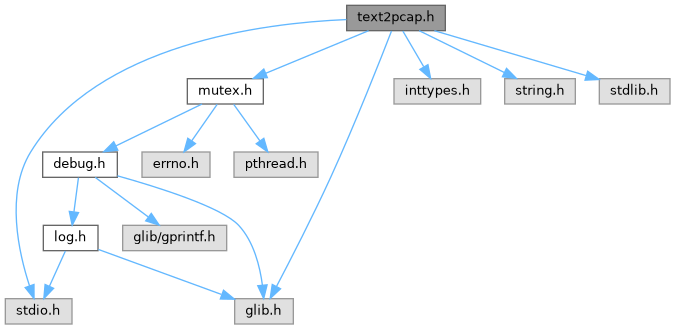 text2pcap.h
mutex.h
inttypes.h
string.h
stdlib.h
debug.h
errno.h
pthread.h
log.h
glib/gprintf.h
stdio.h
glib.h